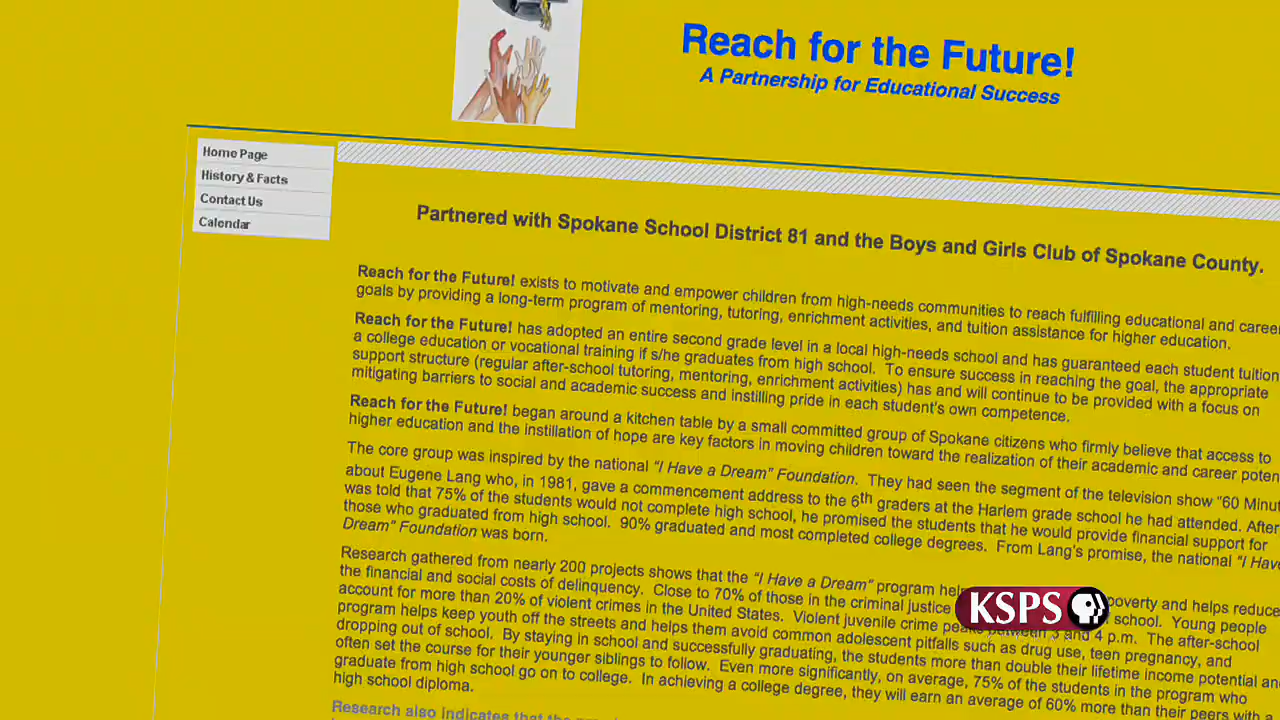 Reach for the Future!
A Partnership for Educational Success
Home Page
History & Facts
Contact Us
Calendar
Partnered with Spokane School District 81 and the Boys and Girls Club of Spokane County.
Reach for the Future! exists to motivate and empower children from high-needs communities to reach fulfilling educational and career
goals by providing a long-term program of mentoring, tutoring, enrichment activities, and tuition assistance for higher education.
Reach for the Future! has adopted an entire second grade level in a local high-needs school and has guaranteed each student tuition
a college education or vocational training if s/he graduates from high school. To ensure success in reaching the goal, the appropriate
support structure (regular after-school tutoring, mentoring, enrichment activities) has and will continue to be provided with a focus on
mitigating barriers to social and academic success and instilling pride in each student's own competence.
Reach for the Future! began around a kitchen table by a small committed group of Spokane citizens who firmly believe that access to
higher education and the instillation of hope are key factors in moving children toward the realization of their academic and career poten
The core group was inspired by the national "I Have a Dream" Foundation. They had seen the segment of the television show "60 Minut
about Eugene Lang who, in 1981, gave a commencement address to the 6th graders at the Harlem grade school he had attended. After
was told that 75% of the students would not complete high school, he promised the students that he would provide financial support for
those who graduated from high school. 90% graduated and most completed college degrees. From Lang's promise, the national "I Have
Dream" Foundation was born.
Research gathered from nearly 200 projects shows that the "I Have a Dream" program help poverty and helps reduce
the financial and social costs of delinquency. Close to 70% of those in the criminal justice school. Young people
account for more than 20% of violent crimes in the United States. Violent juvenile crime peaks between 3 and 4 p.m. The after-school
program helps keep youth off the streets and helps them avoid common adolescent pitfalls such as drug use, teen pregnancy, and
dropping out of school. By staying in school and successfully graduating, the students more than double their lifetime income potential and
often set the course for their younger siblings to follow. Even more significantly, on average, 75% of the students in the program who
graduate from high school go on to college. In achieving a college degree, they will earn an average of 60% more than their peers with a
high school diploma.
Research also indicates that the
KSPS PBS